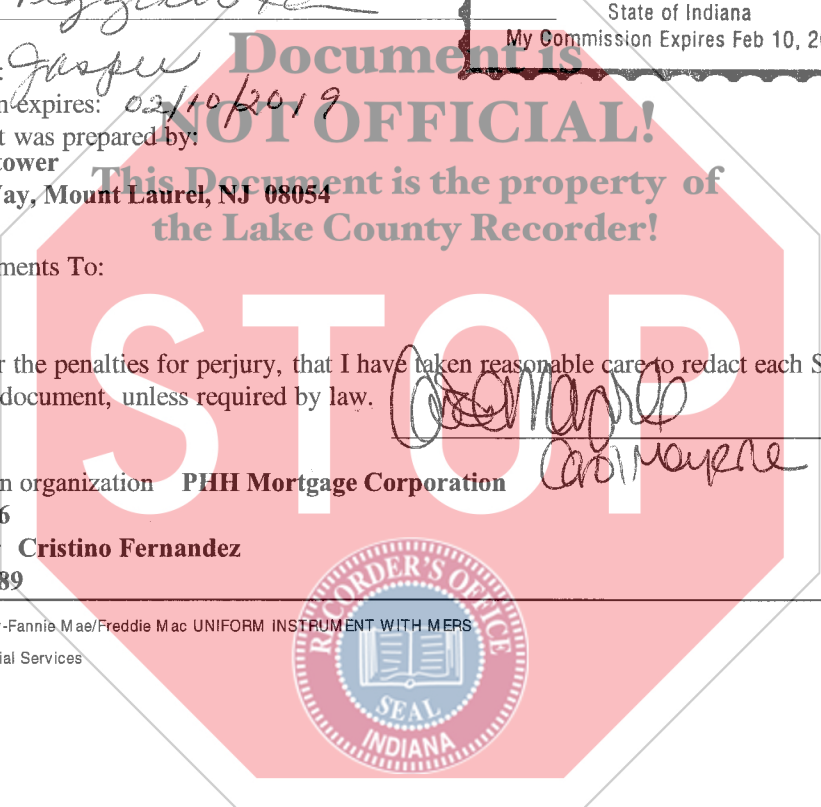 State of Indiana
My Commission Expires Feb 10, 2
: Jasper
Document is
n expires: 02/10/2019
NOT OFFICIAL!
t was prepared by:
tower
This Document is the property of
Way, Mount Laurel, NJ 08054
the Lake County Recorder!
ments To:
STOP
r the penalties for perjury, that I have taken reasonable care to redact each S
document, unless required by law.
n organization PHH Mortgage Corporation
6
Cristino Fernandez
89
-Fannie Mae/Freddie Mac UNIFORM INSTRUMENT WITH MERS
ial Services
RECORDER'S OFFICE
SEAL
INDIANA